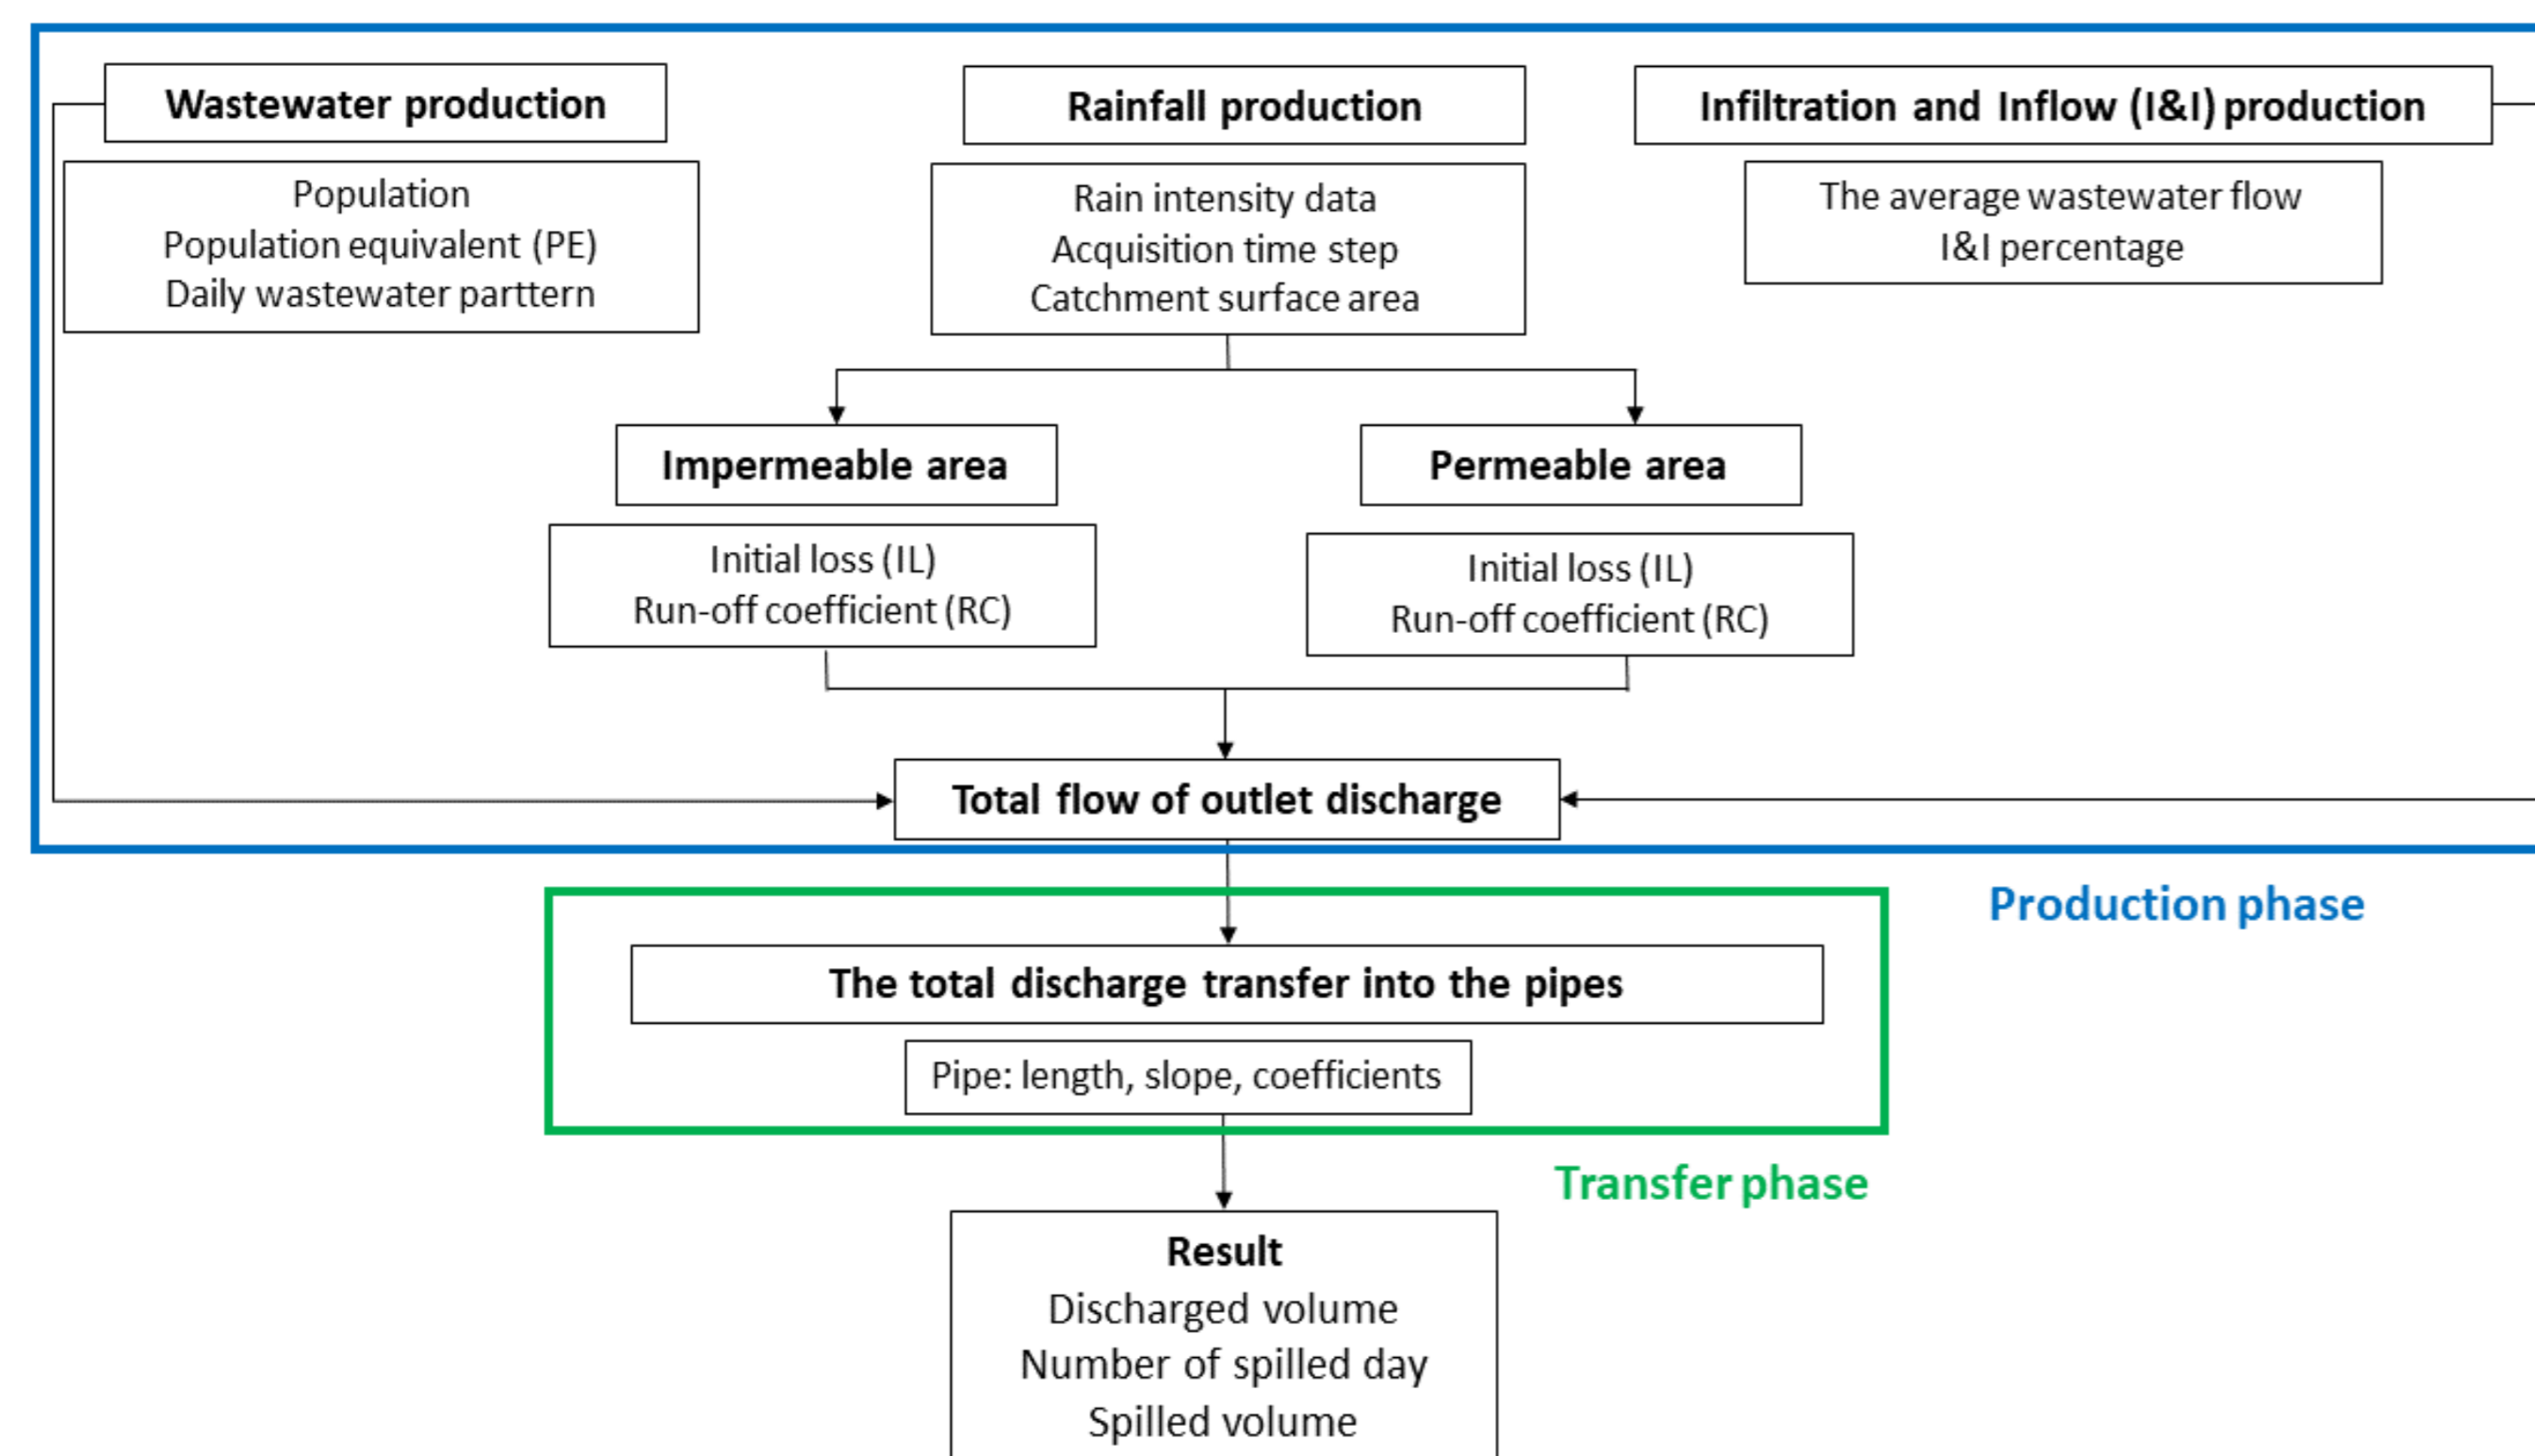 Wastewater production
Population
Population equivalent (PE)
Daily wastewater parttern
Rainfall production
Rain intensity data
Acquisition time step
Catchment surface area
Infiltration and Inflow (I&I) production
The average wastewater flow
I&I percentage
Impermeable area
Initial loss (IL)
Run-off coefficient (RC)
Permeable area
Initial loss (IL)
Run-off coefficient (RC)
Total flow of outlet discharge
Production phase
The total discharge transfer into the pipes
Pipe: length, slope, coefficients
Transfer phase
Result
Discharged volume
Number of spilled day
Spilled volume